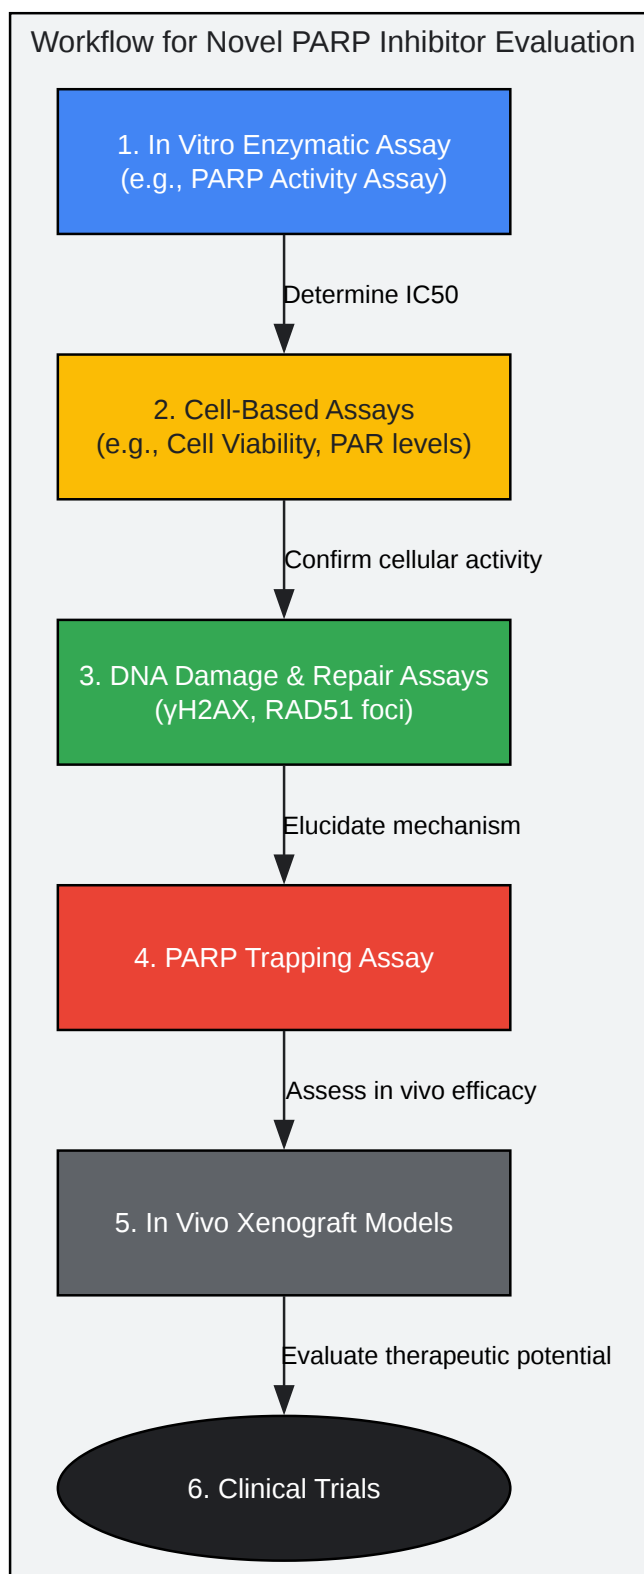 Workflow for Novel PARP Inhibitor Evaluation
1. In Vitro Enzymatic Assay
(e.g., PARP Activity Assay)
Determine IC50
2. Cell-Based Assays
(e.g., Cell Viability, PAR levels)
Confirm cellular activity
3. DNA Damage & Repair Assays
(γH2AX, RAD51 foci)
Elucidate mechanism
4. PARP Trapping Assay
Assess in vivo efficacy
5. In Vivo Xenograft Models
Evaluate therapeutic potential
6. Clinical Trials